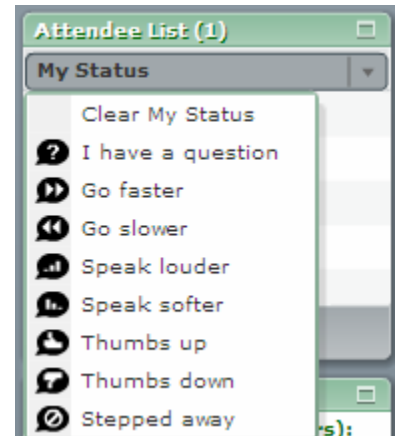 Attendee List (1)
My Status
Clear My Status
I have a question
Go faster
Go slower
Speak louder
Speak softer
Thumbs up
Thumbs down
Stepped away
s):